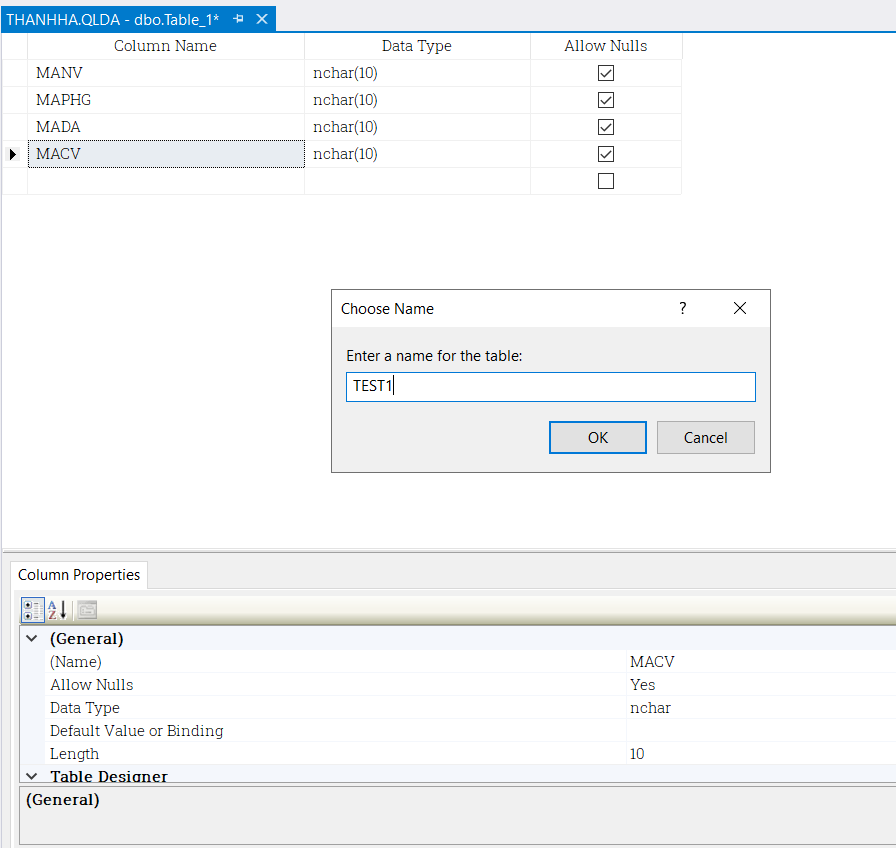 THANHHA.QLDA - dbo.Table_1*
Column Name Data Type Allow Nulls
MANV nchar(10)
MAPHG nchar(10)
MADA nchar(10)
MACV nchar(10)
Choose Name ?
Enter a name for the table:
TEST1
OK Cancel
Column Properties
(General)
(Name) MACV
Allow Nulls Yes
Data Type nchar
Default Value or Binding
Length 10
Table Designer
(General)